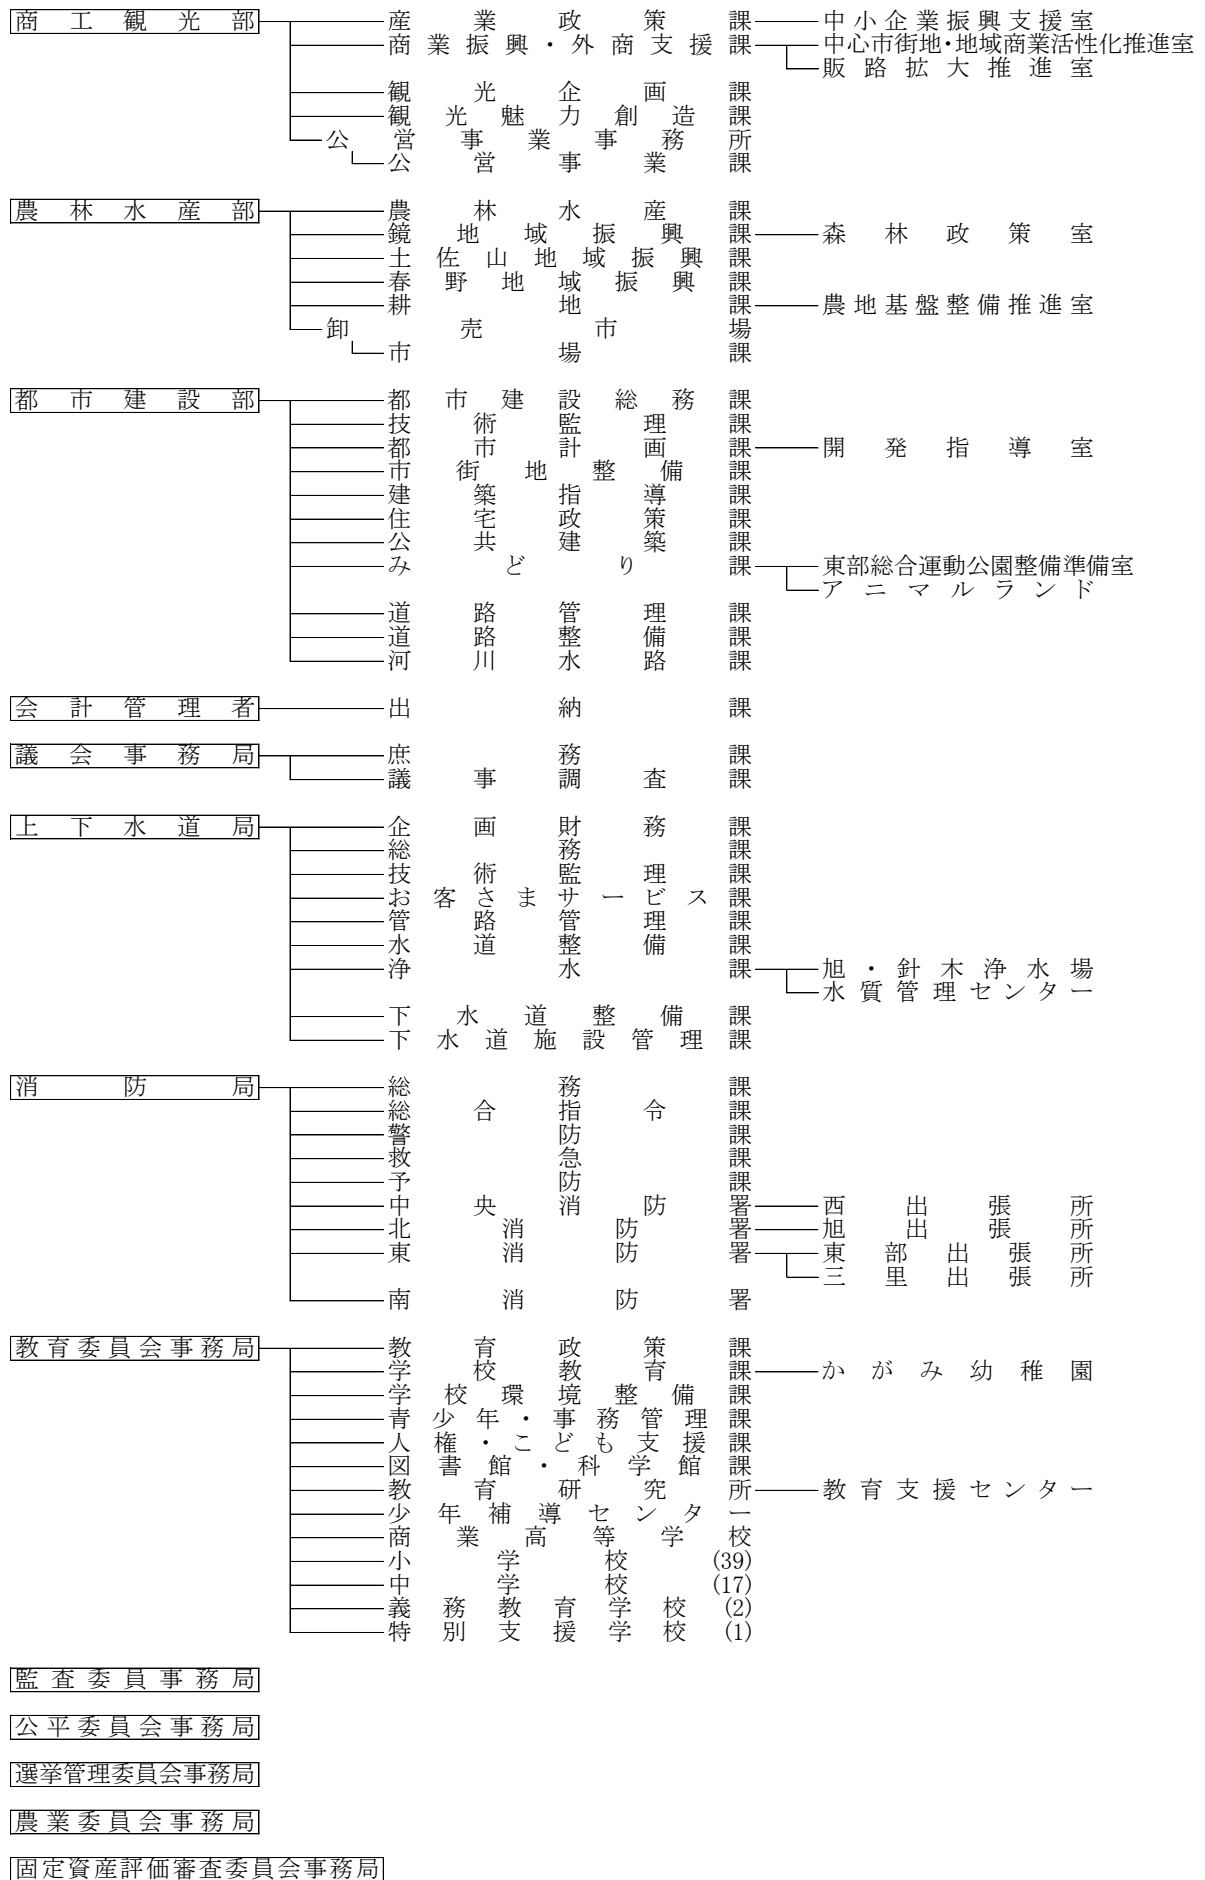 商工観光部 産業政策課 中小企業振興支援室
商業振興・外商支援課 中心市街地・地域商業活性化推進室
販路拡大推進室
観光企画課
観光魅力創造課
公営事業事務所
公営事業課
農林水産部 農林水産課
鏡地域振興課 森林政策室
土佐山地域振興課
春野地域振興課
耕地課 農地基盤整備推進室
卸売市場
市場課
都市建設部 都市建設総務課
技術監理課
都市計画課 開発指導室
市街地整備課
建築指導課
住宅政策課
公共建築課
みどり課 東部総合運動公園整備準備室
アニマルランド
道路管理課
道路整備課
河川水路課
会計管理者 出納課
議会事務局 庶務課
議事調査課
上下水道局 企画財務課
総務課
技術監理課
お客さまサービス課
管路管理課
水道整備課
浄水課 旭・針木浄水場
水質管理センター
下水道整備課
下水道施設管理課
消防局 総務課
総合指令課
警防課
救急課
予防課
中央消防署 西出張所
北消防署 旭出張所
東消防署 東部出張所
三里出張所
南消防署
教育委員会事務局 教育政策課
学校教育課 かがみ幼稚園
学校環境整備課
青少年・事務管理課
人権・こども支援課
図書館・科学館課
教育研究所 教育支援センター
少年補導センター
商業高等学校
小学校(39)
中学校(17)
義務教育学校(2)
特別支援学校(1)
監査委員事務局
公平委員会事務局
選挙管理委員会事務局
農業委員会事務局
固定資産評価審査委員会事務局